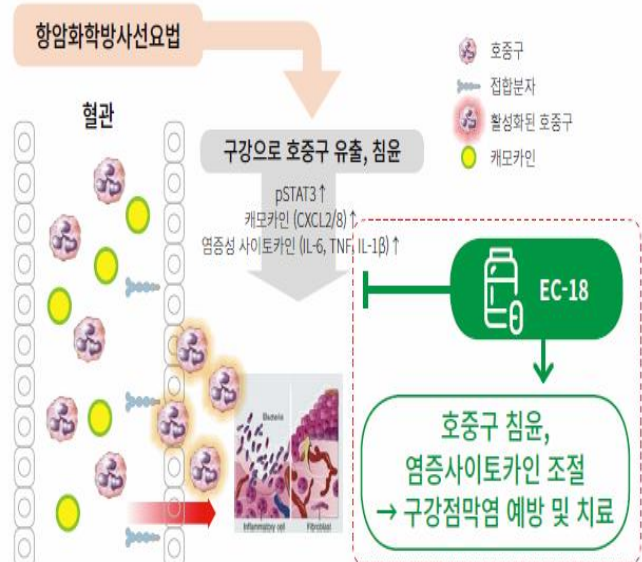 항암화학방사선요법
호중구
접합분자
활성화된 호중구
캐모카인
혈관
구강으로 호중구 유출, 침윤
pSTAT3↑
캐모카인 (CXCL2/8)↑
염증성 사이토카인 (IL-6, TNF, IL-1β)↑
EC-18
호중구 침윤,
염증사이토카인 조절
→ 구강점막염 예방 및 치료
Bacteria
Inflammatory cell
Fibroblast